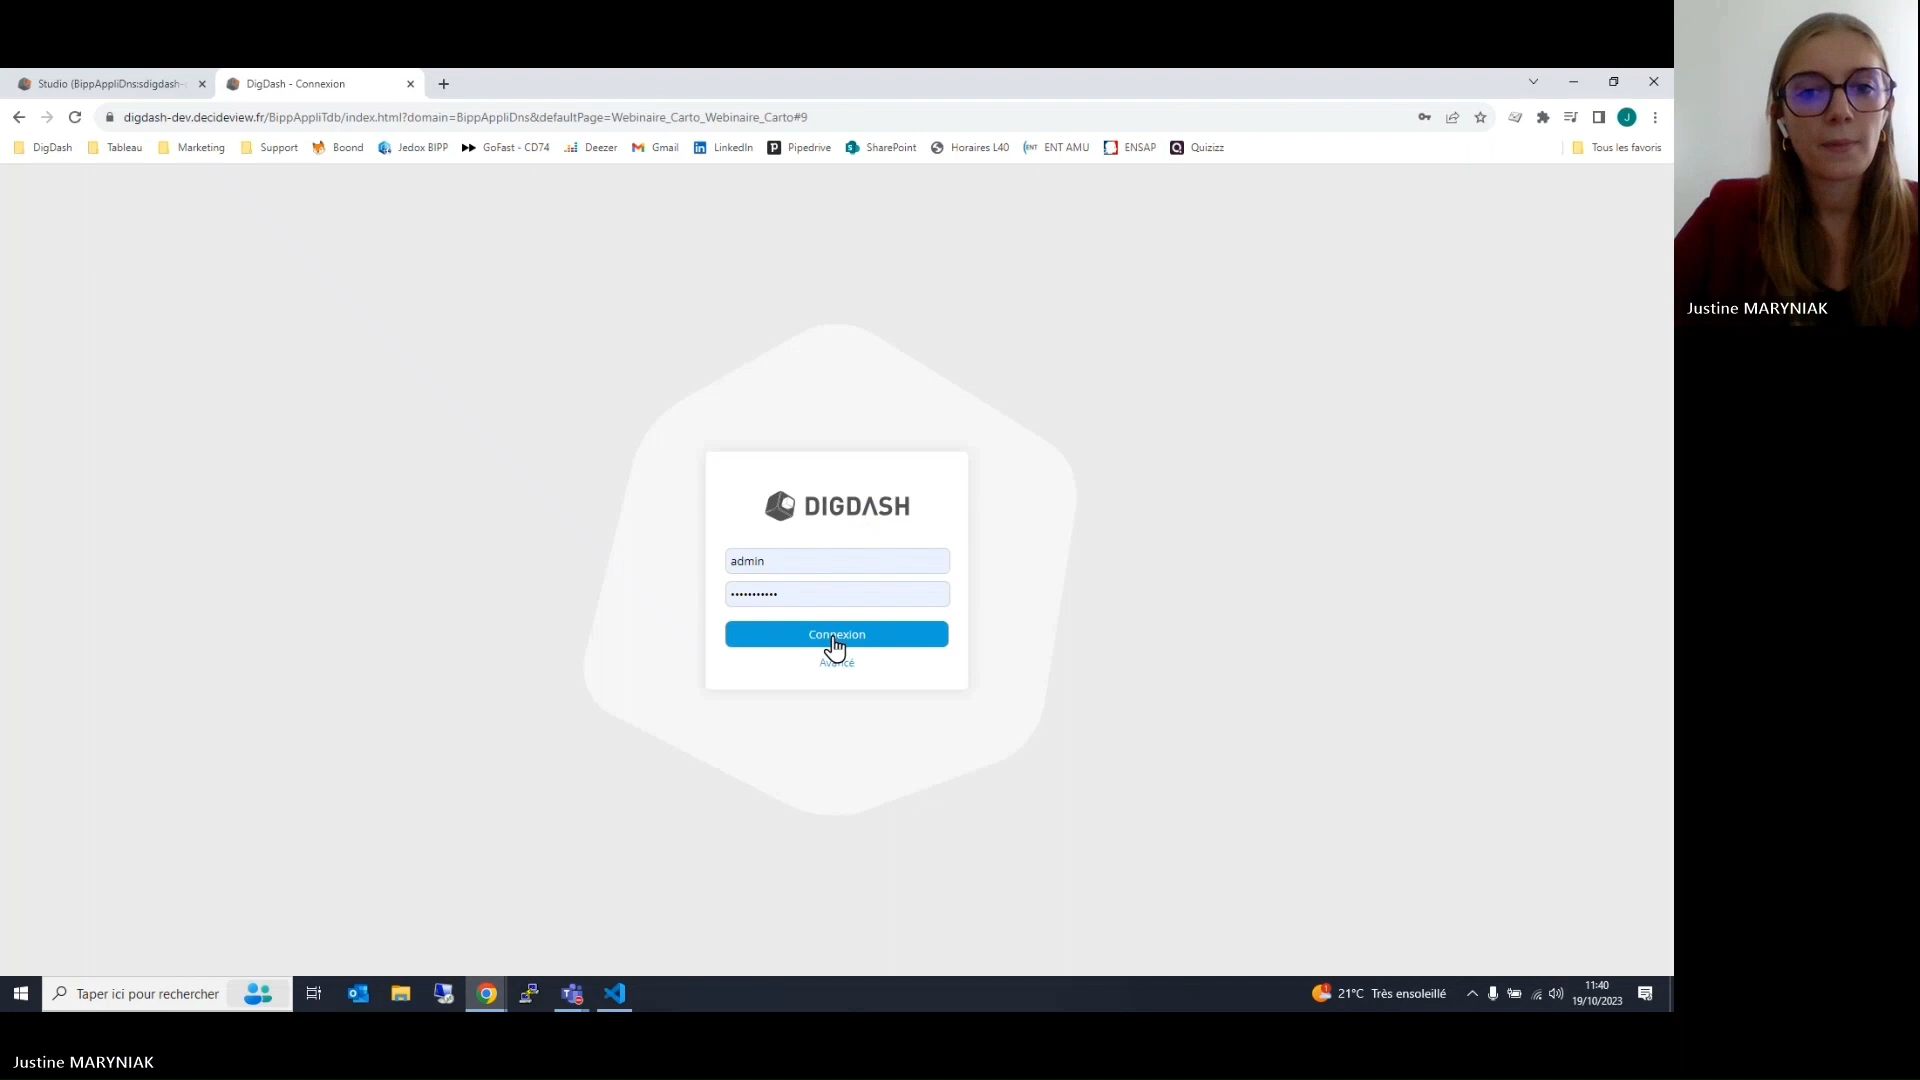 Studio (BippAppliDns:sdigdash-
DigDash - Connexion
digdash-dev.decideview.fr/BippAppliTdb/index.html?domain=BippAppliDns&defaultPage=Webinaire_Carto_Webinaire_Carto#9
J
DigDash Tableau Marketing Support Boond Jedox BIPP GoFast - CD74 Deezer Gmail LinkedIn Pipedrive SharePoint Horaires L40 ENT AMU ENSAP Quizizz Tous les favoris
Justine MARYNIAK
DIGDASH
admin
•••••••••••
Connexion
Avancé
Taper ici pour rechercher
21°C Très ensoleillé
11:40
19/10/2023
Justine MARYNIAK